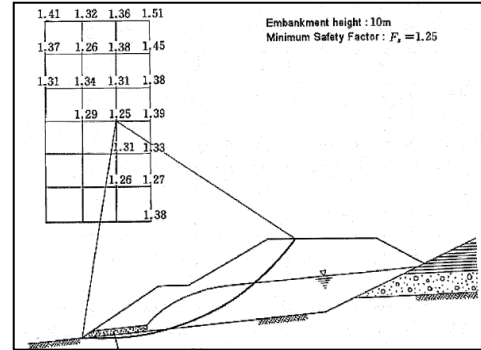 1.41 1.32 1.36 1.51
Embankment height : 10m
1.37 1.26 1.38 1.45
Minimum Safety Factor : Fs = 1.25
1.31 1.34 1.31 1.38
1.29 1.25 1.39
1.31 1.33
1.26 1.27
1.38